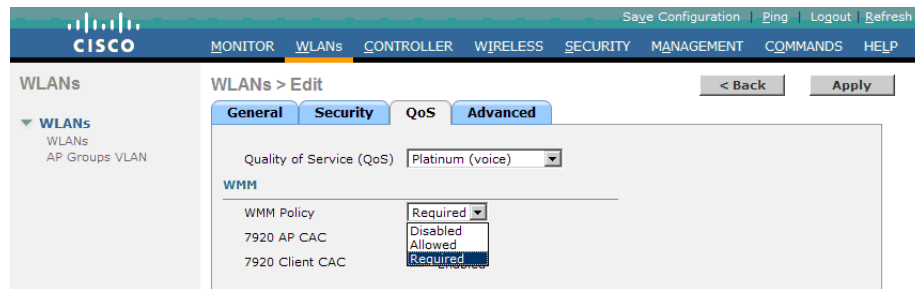 Save Configuration | Ping | Logout | Refresh
CISCO
MONITOR WLANs CONTROLLER WIRELESS SECURITY MANAGEMENT COMMANDS HELP
WLANs
WLANs > Edit
< Back
Apply
WLANs
WLANs
AP Groups VLAN
General Security QoS Advanced
Quality of Service (QoS) Platinum (voice)
WMM
WMM Policy Required
Disabled
Allowed
Required
7920 AP CAC
7920 Client CAC